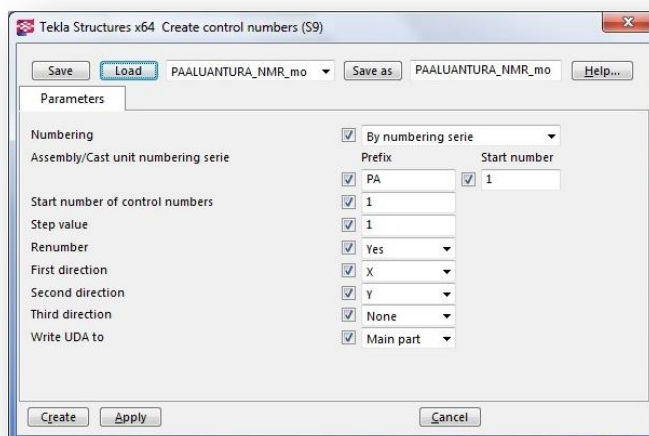 Tekla Structures x64 Create control numbers (S9)
Save Load PAALUANTURA_NMR_mo Save as PAALUANTURA_NMR_mo Help...
Parameters
Numbering By numbering serie
Assembly/Cast unit numbering serie Prefix Start number
PA 1
Start number of control numbers 1
Step value 1
Renumber Yes
First direction X
Second direction Y
Third direction None
Write UDA to Main part
Create Apply Cancel